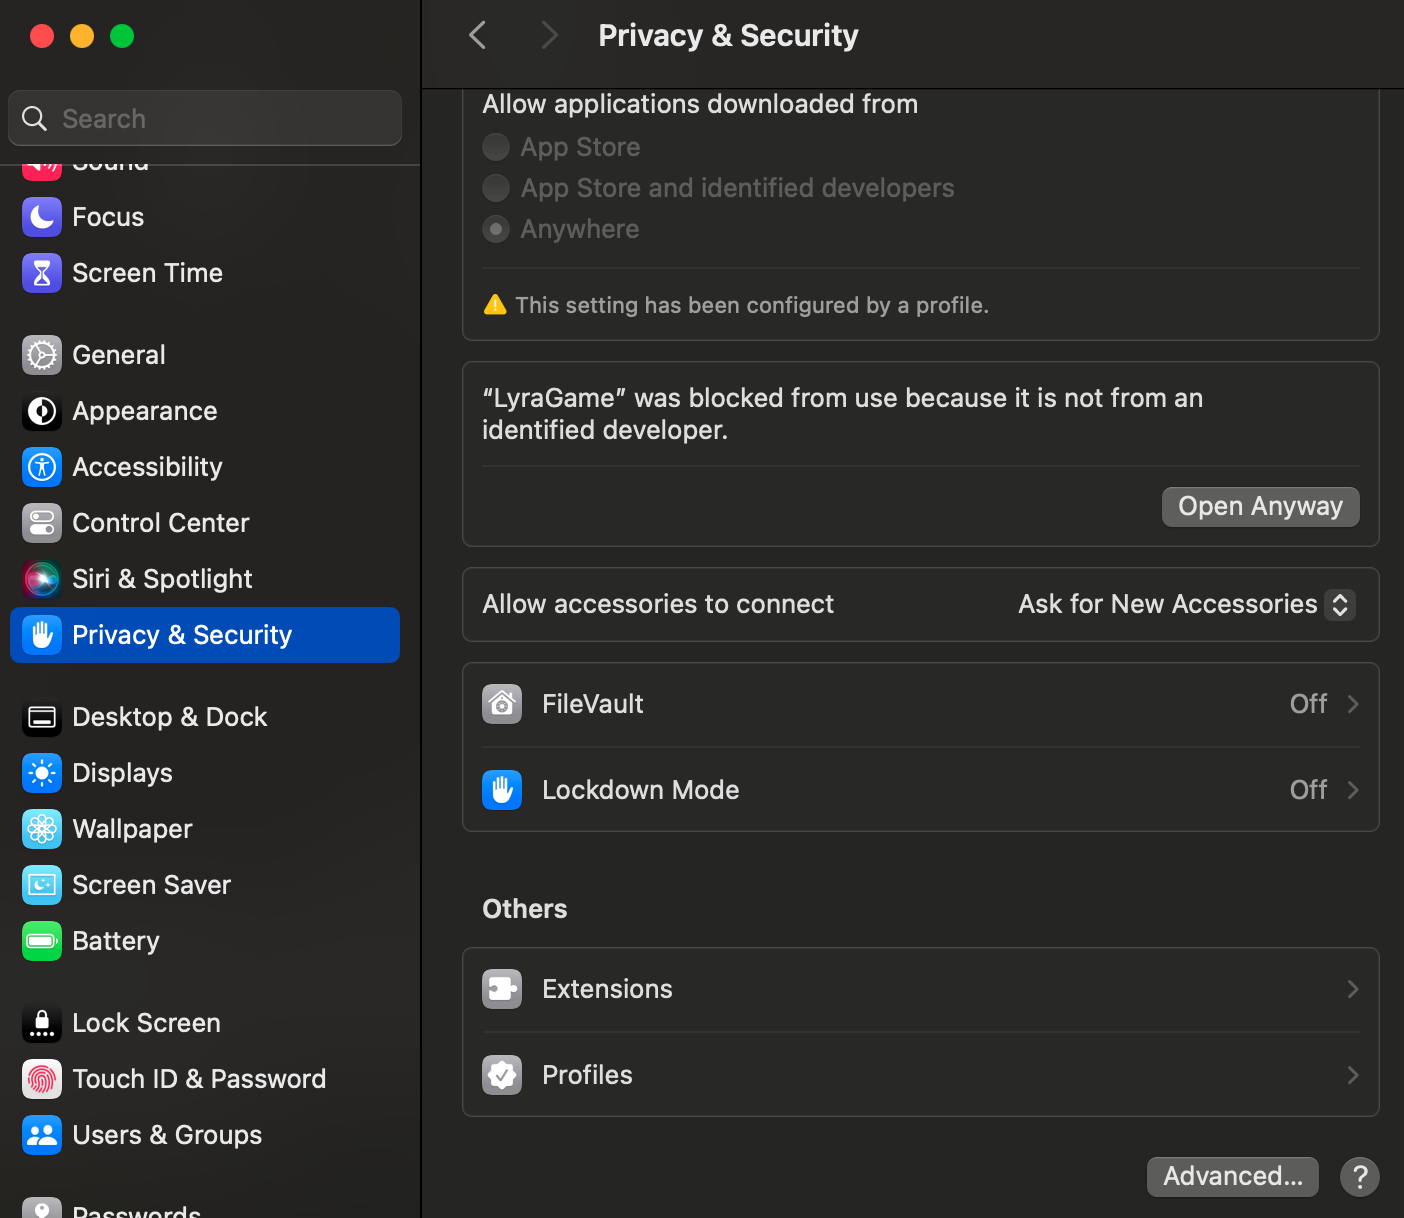 Privacy & Security
Search
Sound
Focus
Screen Time
General
Appearance
Accessibility
Control Center
Siri & Spotlight
Privacy & Security
Desktop & Dock
Displays
Wallpaper
Screen Saver
Battery
Lock Screen
Touch ID & Password
Users & Groups
Passwords
Allow applications downloaded from
App Store
App Store and identified developers
Anywhere
This setting has been configured by a profile.
“LyraGame” was blocked from use because it is not from an
identified developer.
Open Anyway
Allow accessories to connect Ask for New Accessories
FileVault Off
Lockdown Mode Off
Others
Extensions
Profiles
Advanced... ?